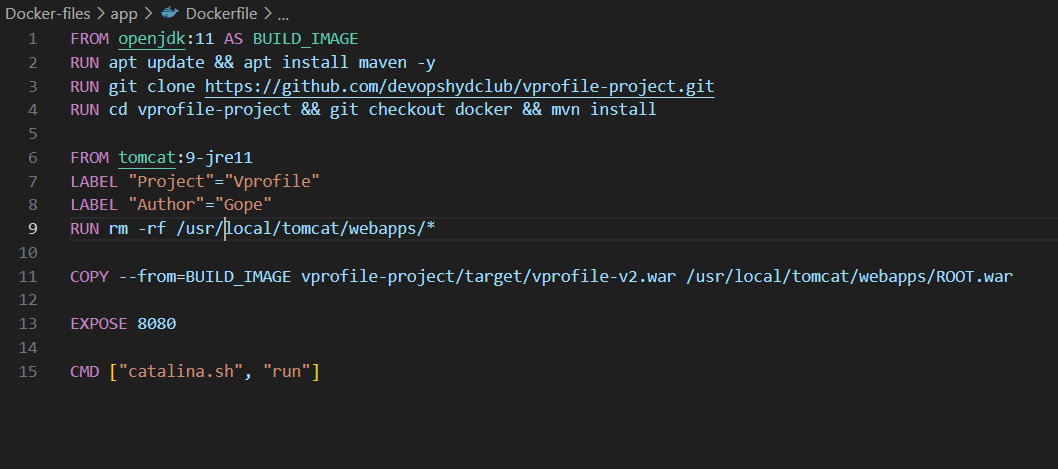 Docker-files > app > Dockerfile > ...
1 FROM openjdk:11 AS BUILD_IMAGE
2 RUN apt update && apt install maven -y
3 RUN git clone https://github.com/devopshydclub/vprofile-project.git
4 RUN cd vprofile-project && git checkout docker && mvn install
5
6 FROM tomcat:9-jre11
7 LABEL "Project"="Vprofile"
8 LABEL "Author"="Gope"
9 RUN rm -rf /usr/local/tomcat/webapps/*
10
11 COPY --from=BUILD_IMAGE vprofile-project/target/vprofile-v2.war /usr/local/tomcat/webapps/ROOT.war
12
13 EXPOSE 8080
14
15 CMD ["catalina.sh", "run"]